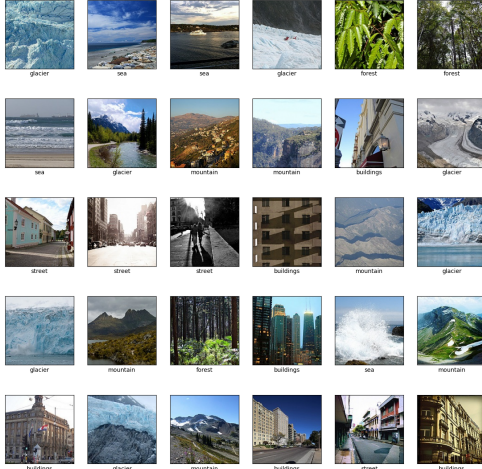 glacier sea sea glacier forest forest
sea glacier mountain mountain buildings glacier
street street street buildings mountain glacier
glacier mountain forest buildings sea mountain
buildings glacier mountain buildings street buildings